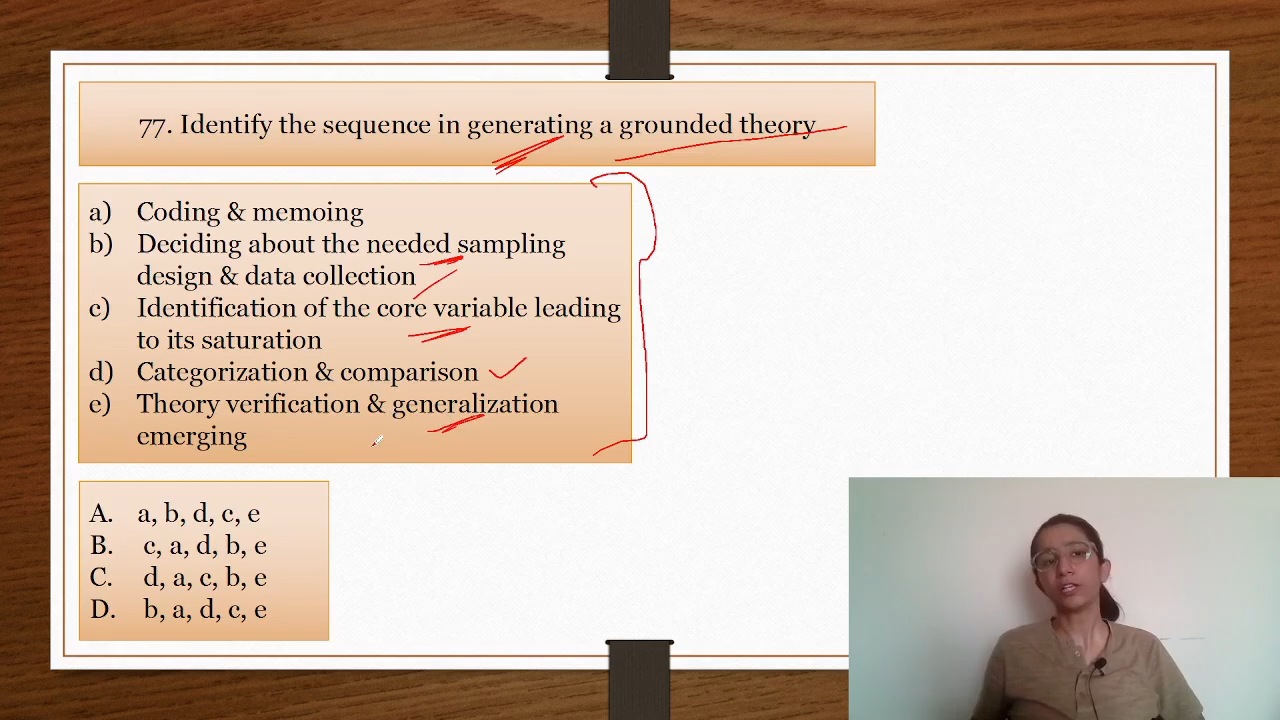 77. Identify the sequence in generating a grounded theory
a) Coding & memoing
b) Deciding about the needed sampling
design & data collection
c) Identification of the core variable leading
to its saturation
d) Categorization & comparison
e) Theory verification & generalization
emerging
A. a, b, d, c, e
B. c, a, d, b, e
C. d, a, c, b, e
D. b, a, d, c, e